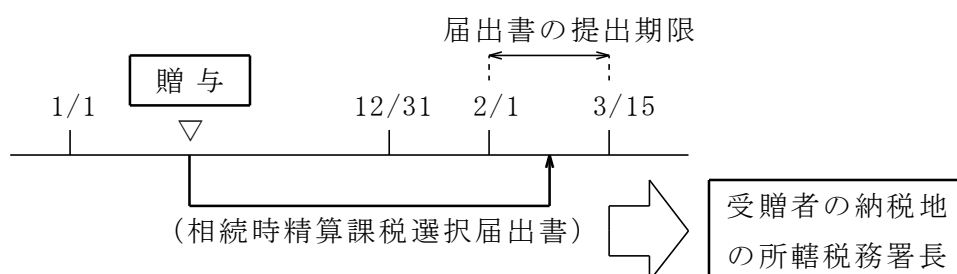 届出書の提出期限
贈与
1/1
12/31
2/1
3/15
(相続時精算課税選択届出書)
受贈者の納税地
の所轄税務署長